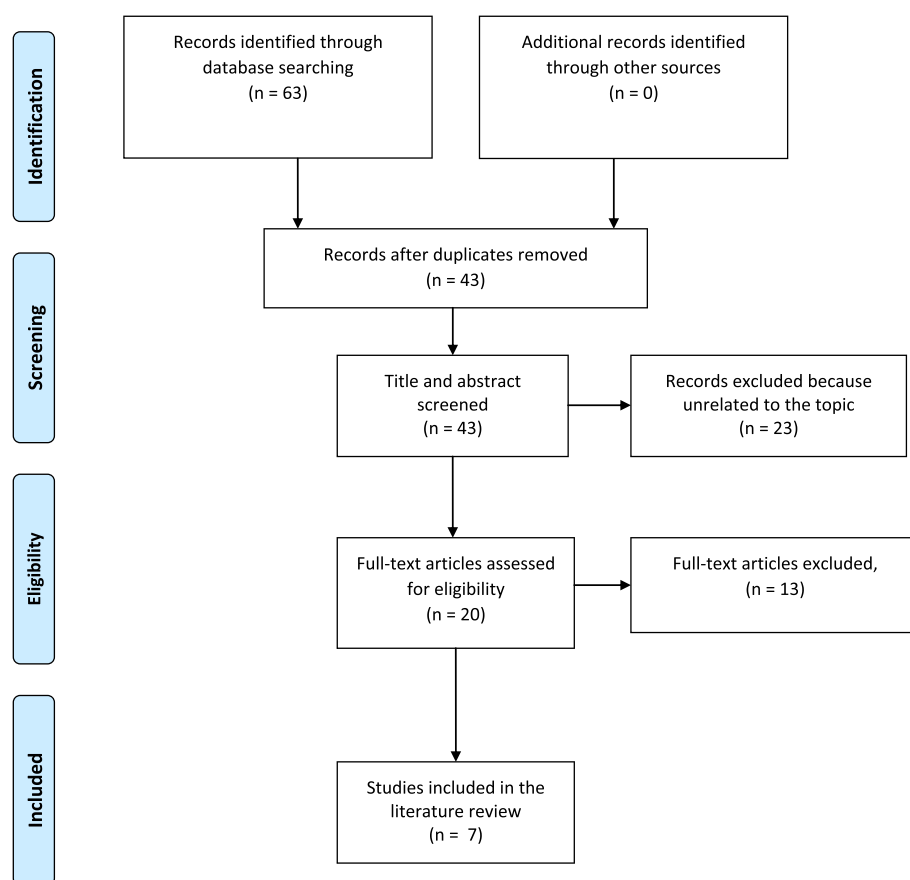 Identification
Records identified through
database searching
(n = 63)
Additional records identified
through other sources
(n = 0)
Records after duplicates removed
(n = 43)
Screening
Title and abstract
screened
(n = 43)
Records excluded because
unrelated to the topic
(n = 23)
Eligibility
Full-text articles assessed
for eligibility
(n = 20)
Full-text articles excluded,
(n = 13)
Included
Studies included in the
literature review
(n = 7)